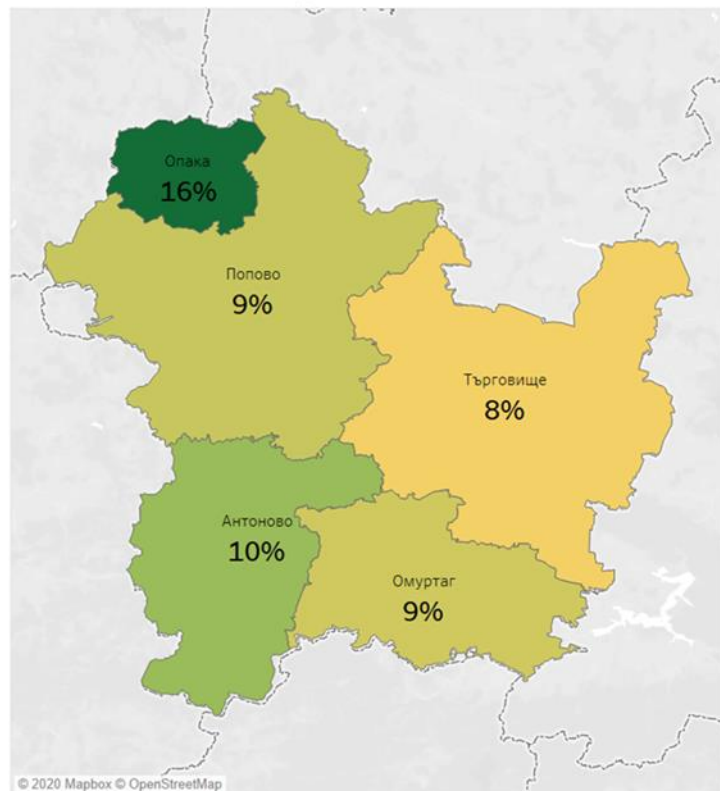 Опака
16%
Попово
9%
Търговище
8%
Антоново
10%
Омуртаг
9%
© 2020 Mapbox © OpenStreetMap